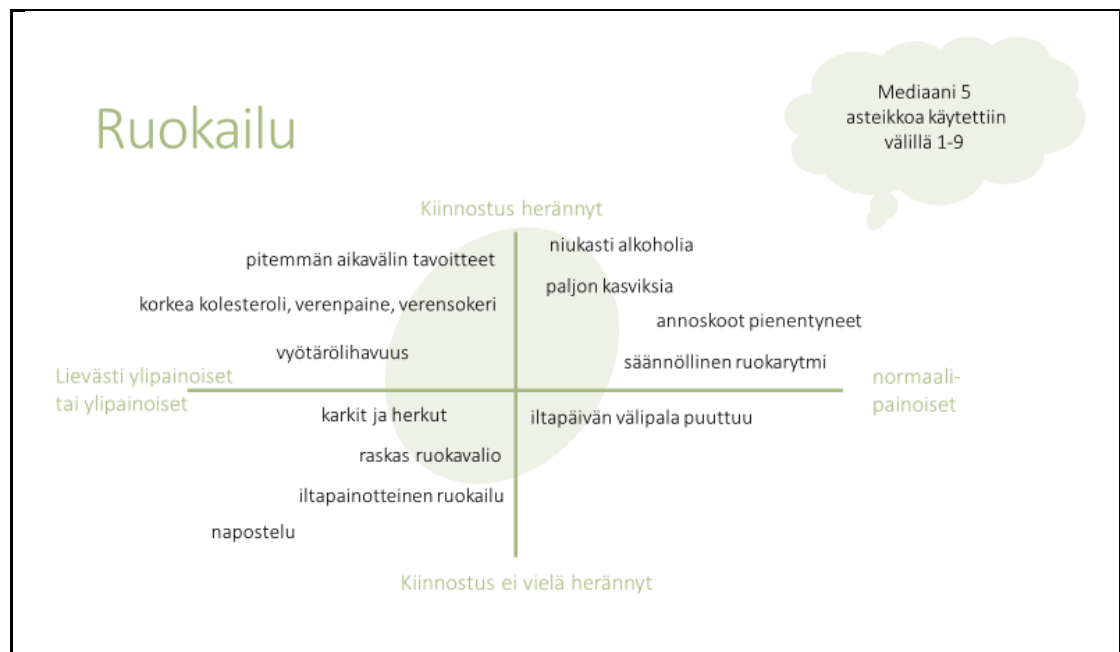 Ruokailu
Mediaani 5
asteikkoa käytettiin
välillä 1-9
Kiinnostus herännyt
pitemmän aikavälin tavoitteet
niukasti alkoholia
korkea kolesteroli, verenpaine, verensokeri
paljon kasviksia
annoskoot pienentyneet
vyötärölihavuus
säännöllinen ruokarytmi
Lievästi ylipainoiset
tai ylipainoiset
normaali-
painoiset
karkit ja herkut
iltapäivän välipala puuttuu
raskas ruokavalio
iltapainotteinen ruokailu
napostelu
Kiinnostus ei vielä herännyt